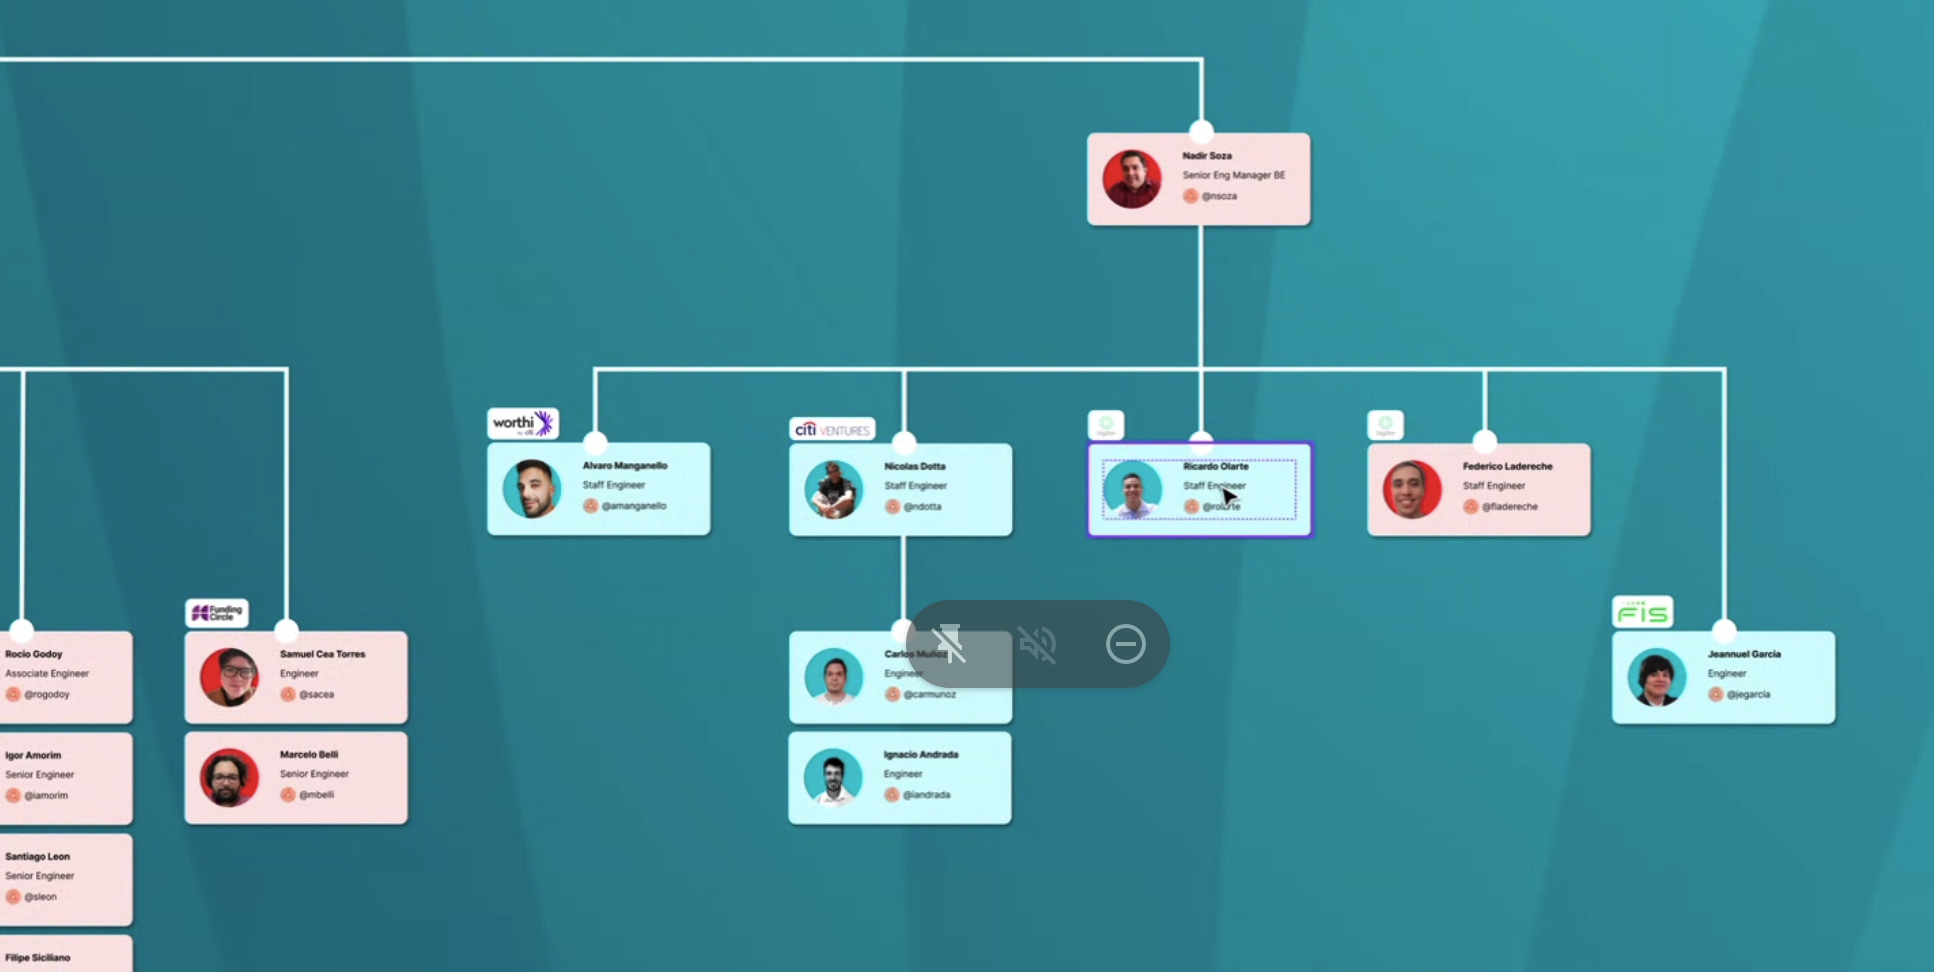 Nadir Soza
Senior Eng Manager BE
@nsoza
worthi
by citi
Alvaro Manganello
Staff Engineer
@amanganello
citi VENTURES
Nicolas Dotta
Staff Engineer
@ndotta
Ricardo Olarte
Staff Engineer
@rolarte
Federico Ladereche
Staff Engineer
@fladereche
Rocio Godoy
Associate Engineer
@rogodoy
Funding
Circle
Samuel Cea Torres
Engineer
@sacea
Carlos Muñoz
Engineer
@carmunoz
FIS
Jeannuel Garcia
Engineer
@jegarcia
Igor Amorim
Senior Engineer
@iamorim
Marcelo Belli
Senior Engineer
@mbelli
Ignacio Andrada
Engineer
@iandrada
Santiago Leon
Senior Engineer
@sleon
Filipe Siciliano